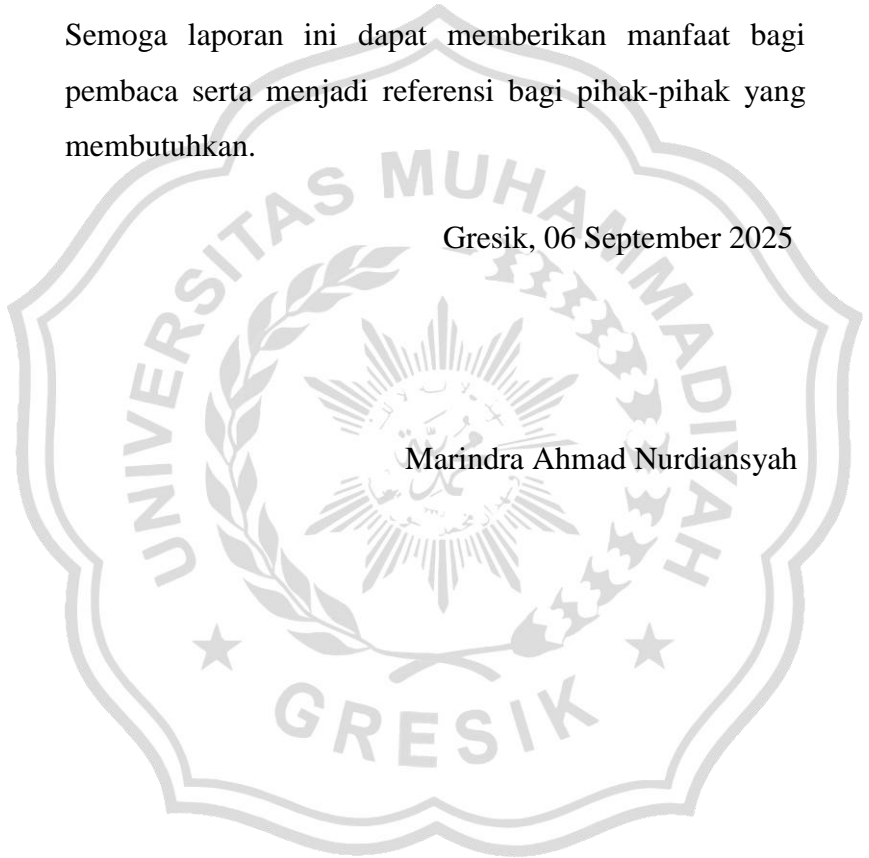 Semoga laporan ini dapat memberikan manfaat bagi
pembaca serta menjadi referensi bagi pihak-pihak yang
membutuhkan.
Gresik, 06 September 2025
Marindra Ahmad Nurdiansyah
UNIVERSITAS MUHAMMADIYAH
GRESIK